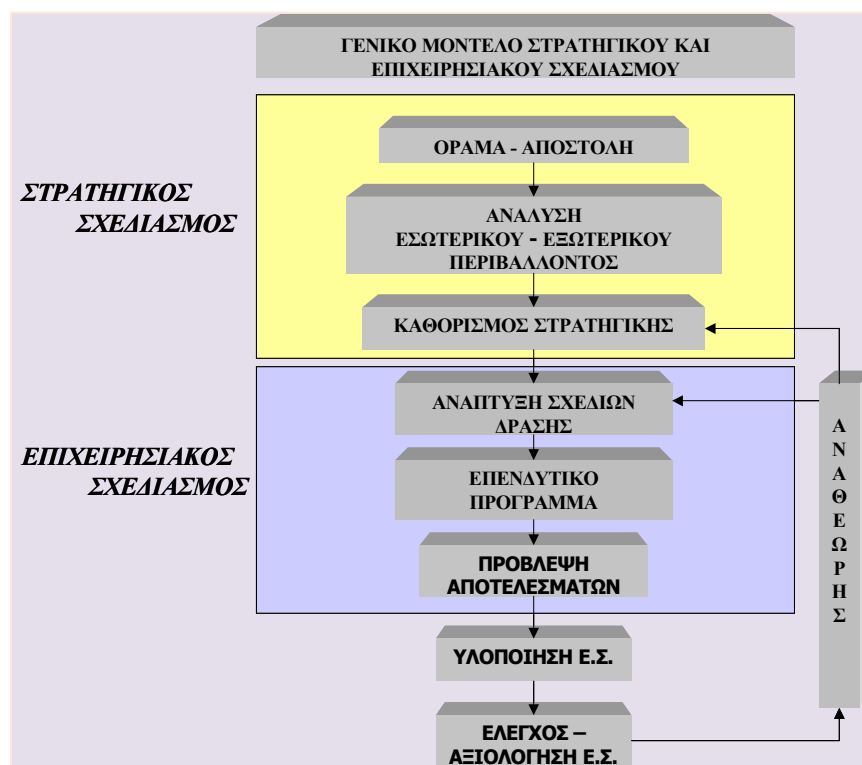 ΓΕΝΙΚΟ ΜΟΝΤΕΛΟ ΣΤΡΑΤΗΓΙΚΟΥ ΚΑΙ
ΕΠΙΧΕΙΡΗΣΙΑΚΟΥ ΣΧΕΔΙΑΣΜΟΥ
ΣΤΡΑΤΗΓΙΚΟΣ
ΣΧΕΔΙΑΣΜΟΣ
ΟΡΑΜΑ - ΑΠΟΣΤΟΛΗ
ΑΝΑΛΥΣΗ
ΕΣΩΤΕΡΙΚΟΥ - ΕΞΩΤΕΡΙΚΟΥ
ΠΕΡΙΒΑΛΛΟΝΤΟΣ
ΚΑΘΟΡΙΣΜΟΣ ΣΤΡΑΤΗΓΙΚΗΣ
ΕΠΙΧΕΙΡΗΣΙΑΚΟΣ
ΣΧΕΔΙΑΣΜΟΣ
ΑΝΑΠΤΥΞΗ ΣΧΕΔΙΩΝ
ΔΡΑΣΗΣ
ΕΠΕΝΔΥΤΙΚΟ
ΠΡΟΓΡΑΜΜΑ
ΠΡΟΒΛΕΨΗ
ΑΠΟΤΕΛΕΣΜΑΤΩΝ
ΥΛΟΠΟΙΗΣΗ Ε.Σ.
ΕΛΕΓΧΟΣ –
ΑΞΙΟΛΟΓΗΣΗ Ε.Σ.
ΑΝΑΘΕΩΡΗΣ